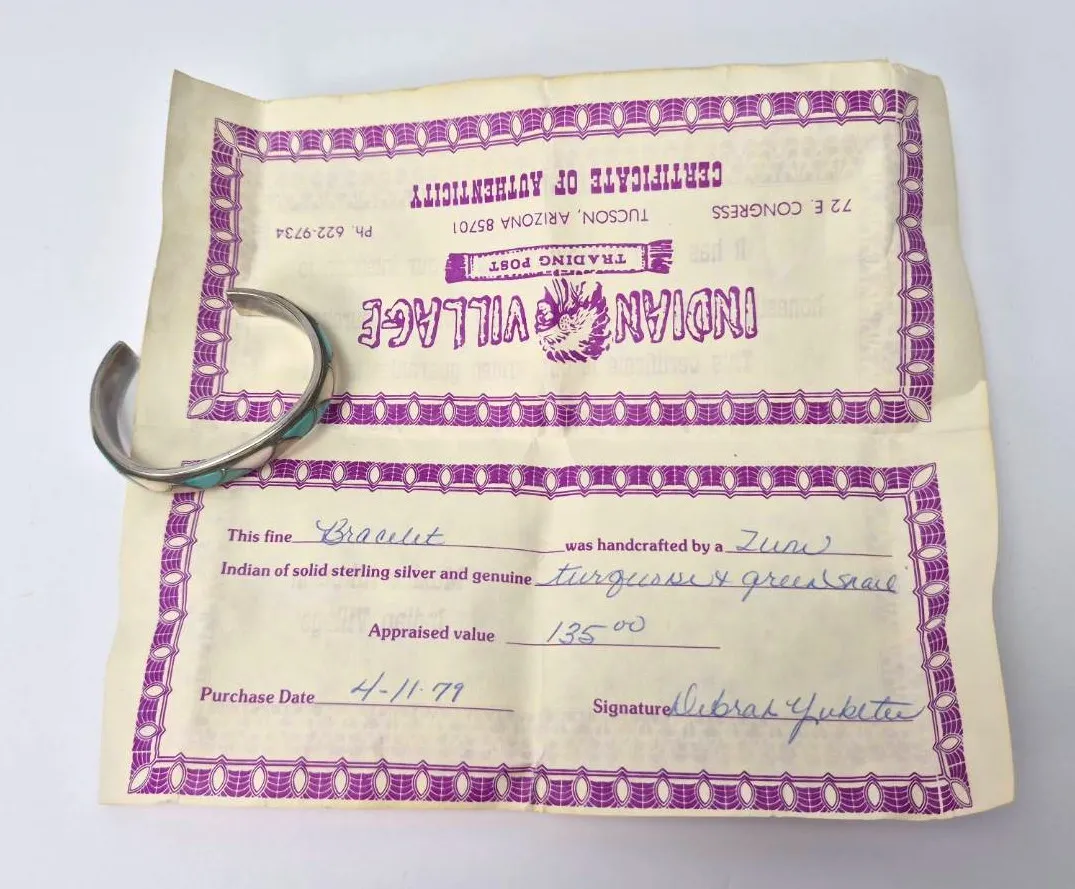 INDIAN VILLAGE
TRADING POST
72 E. CONGRESS TUCSON, ARIZONA 85701 Ph. 622-9734
CERTIFICATE OF AUTHENTICITY
This fine Bracelet was handcrafted by a Zuni
Indian of solid sterling silver and genuine turquoise & green snail
Appraised value 135 00
Purchase Date 4-11-79 Signature Debrah